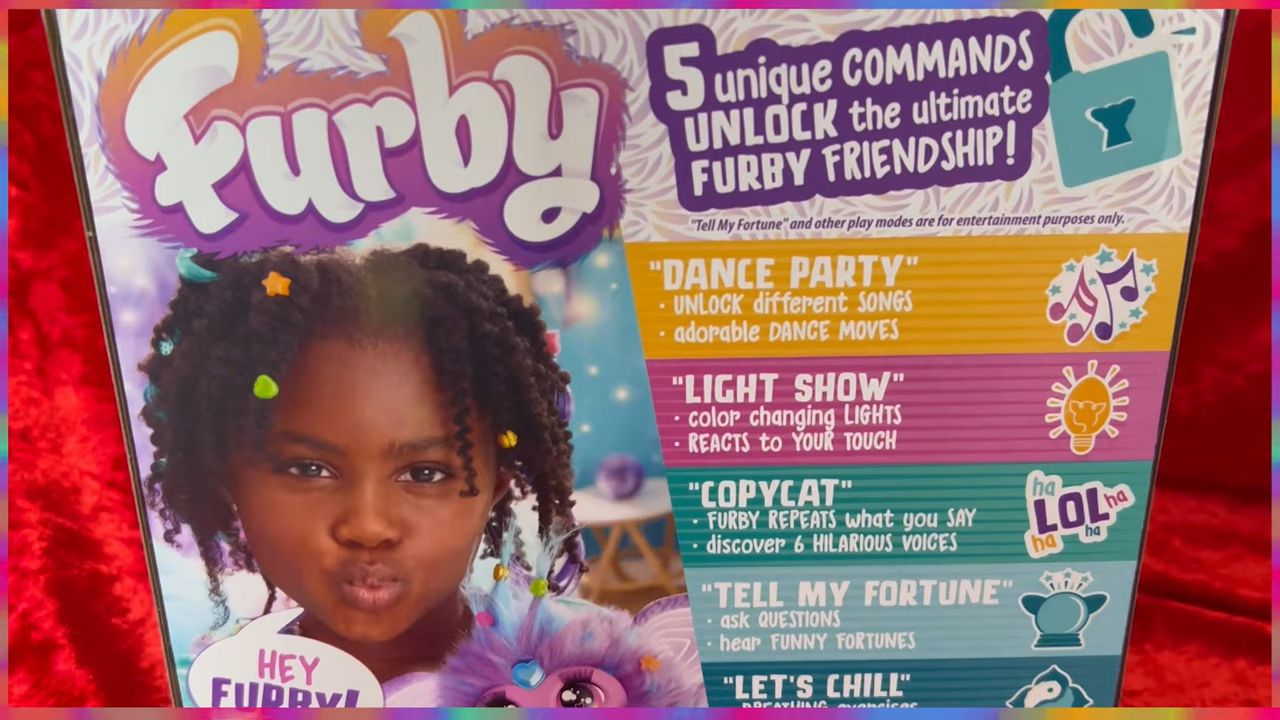 Furby
5 unique COMMANDS
UNLOCK the ultimate
FURBY FRIENDSHIP!
"Tell My Fortune" and other play modes are for entertainment purposes only.
"DANCE PARTY"
· UNLOCK different SONGS
· adorable DANCE MOVES
"LIGHT SHOW"
· color changing LIGHTS
· REACTS to YOUR TOUCH
"COPYCAT"
· FURBY REPEATS what you SAY
· discover 6 HILARIOUS VOICES
ha
LOL ha
ha ha
"TELL MY FORTUNE"
· ask QUESTIONS
· hear FUNNY FORTUNES
"LET'S CHILL"
· BREATHING exercises
HEY
FURBY!